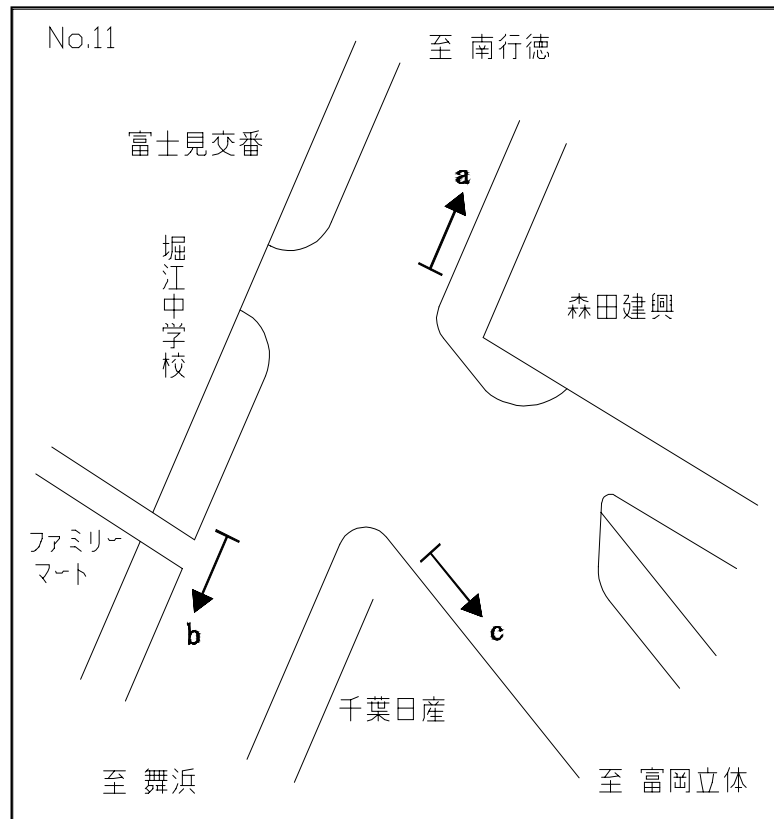 No.11
至 南行徳
富士見交番
a
堀江中学校
森田建興
ファミリー
マート
b
c
千葉日産
至 舞浜
至 富岡立体